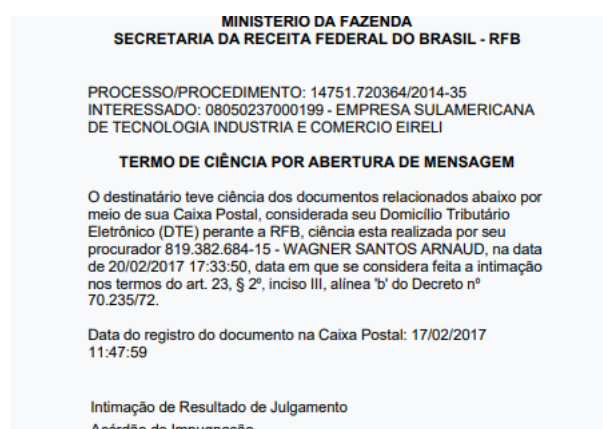 MINISTÉRIO DA FAZENDA
SECRETARIA DA RECEITA FEDERAL DO BRASIL - RFB
PROCESSO/PROCEDIMENTO: 14751.720364/2014-35
INTERESSADO: 08050237000199 - EMPRESA SULAMERICANA
DE TECNOLOGIA INDUSTRIA E COMERCIO EIRELI
TERMO DE CIÊNCIA POR ABERTURA DE MENSAGEM
O destinatário teve ciência dos documentos relacionados abaixo por
meio de sua Caixa Postal, considerada seu Domicílio Tributário
Eletrônico (DTE) perante a RFB, ciência esta realizada por seu
procurador 819.382.684-15 - WAGNER SANTOS ARNAUD, na data
de 20/02/2017 17:33:50, data em que se considera feita a intimação
nos termos do art. 23, § 2º, inciso III, alínea 'b' do Decreto nº
70.235/72.
Data do registro do documento na Caixa Postal: 17/02/2017
11:47:59
Intimação de Resultado de Julgamento
Acórdão de Impugnação